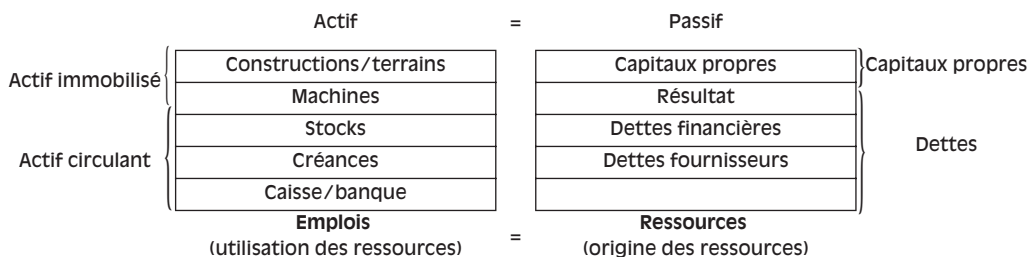 Actif = Passif
Constructions/terrains Capitaux propres Capitaux propres
Actif immobilisé
Machines Résultat
Stocks Dettes financières
Dettes
Actif circulant Créances Dettes fournisseurs
Caisse/banque
Emplois Ressources
(utilisation des ressources) = (origine des ressources)